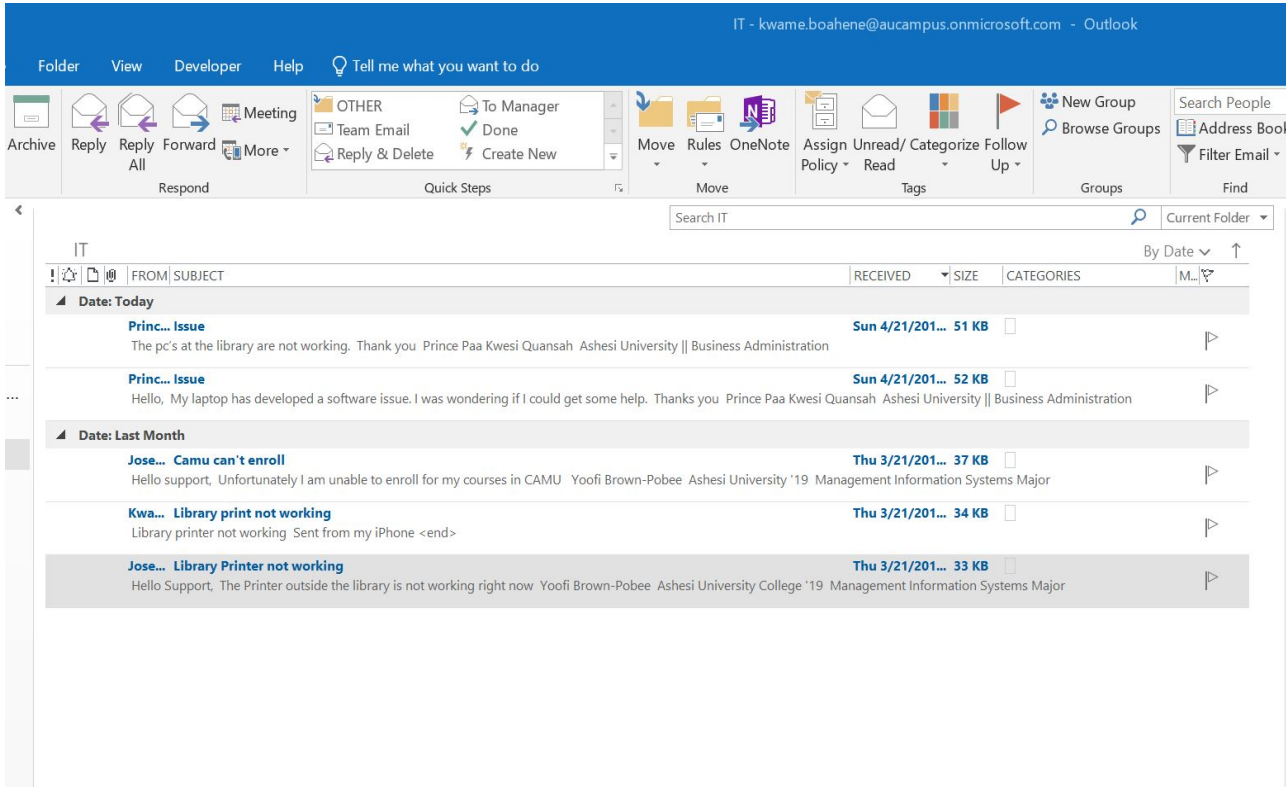 IT - kwame.boahene@aucampus.onmicrosoft.com - Outlook
Folder View Developer Help Tell me what you want to do
Archive
Reply
Reply All
Forward
Meeting
More
Respond
OTHER
Team Email
Reply & Delete
To Manager
Done
Create New
Quick Steps
Move
Rules
OneNote
Move
Assign Policy
Unread/ Read
Categorize
Follow Up
Tags
New Group
Browse Groups
Groups
Search People
Address Boo
Filter Email
Find
Search IT
Current Folder
IT
By Date
! FROM SUBJECT RECEIVED SIZE CATEGORIES M...
Date: Today
Princ... Issue Sun 4/21/201... 51 KB
The pc's at the library are not working. Thank you Prince Paa Kwesi Quansah Ashesi University || Business Administration
Princ... Issue Sun 4/21/201... 52 KB
Hello, My laptop has developed a software issue. I was wondering if I could get some help. Thanks you Prince Paa Kwesi Quansah Ashesi University || Business Administration
...
Date: Last Month
Jose... Camu can't enroll Thu 3/21/201... 37 KB
Hello support, Unfortunately I am unable to enroll for my courses in CAMU Yoofi Brown-Pobee Ashesi University '19 Management Information Systems Major
Kwa... Library print not working Thu 3/21/201... 34 KB
Library printer not working Sent from my iPhone <end>
Jose... Library Printer not working Thu 3/21/201... 33 KB
Hello Support, The Printer outside the library is not working right now Yoofi Brown-Pobee Ashesi University College '19 Management Information Systems Major